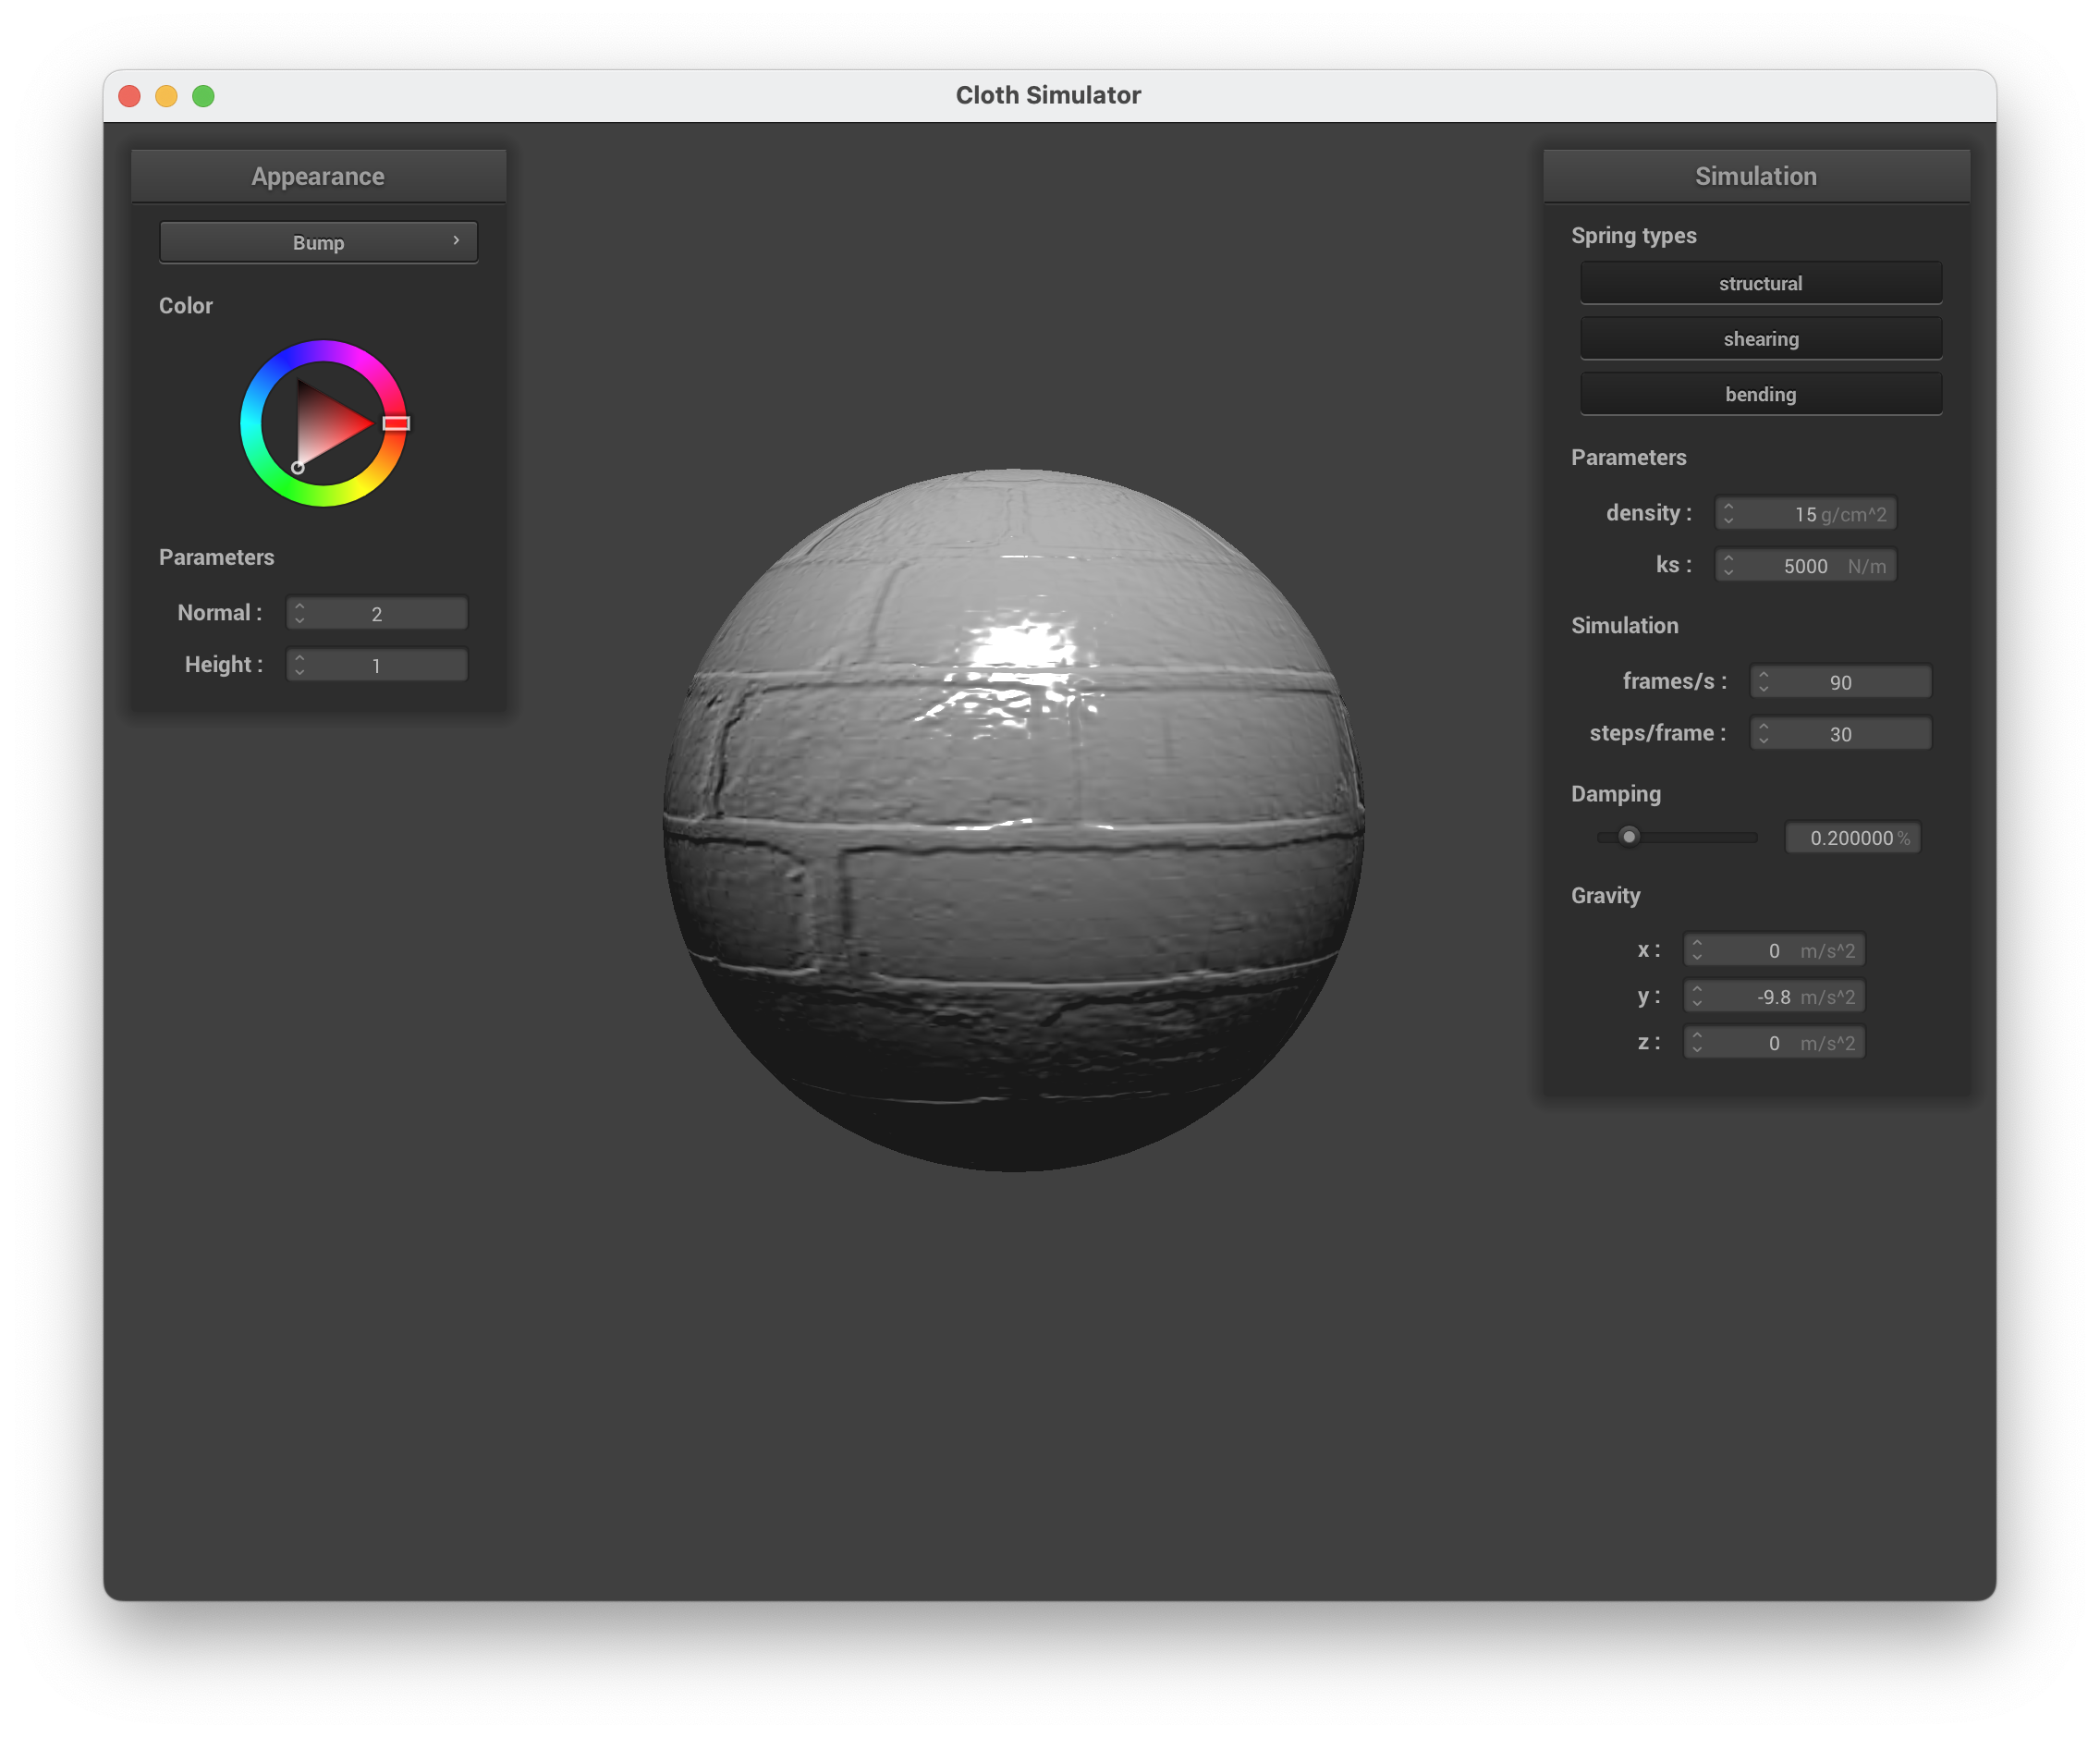 Cloth Simulator
Appearance
Bump
Color
Parameters
Normal : 2
Height : 1
Simulation
Spring types
structural
shearing
bending
Parameters
density : 15 g/cm^2
ks : 5000 N/m
Simulation
frames/s : 90
steps/frame : 30
Damping
0.200000 %
Gravity
x : 0 m/s^2
y : -9.8 m/s^2
z : 0 m/s^2